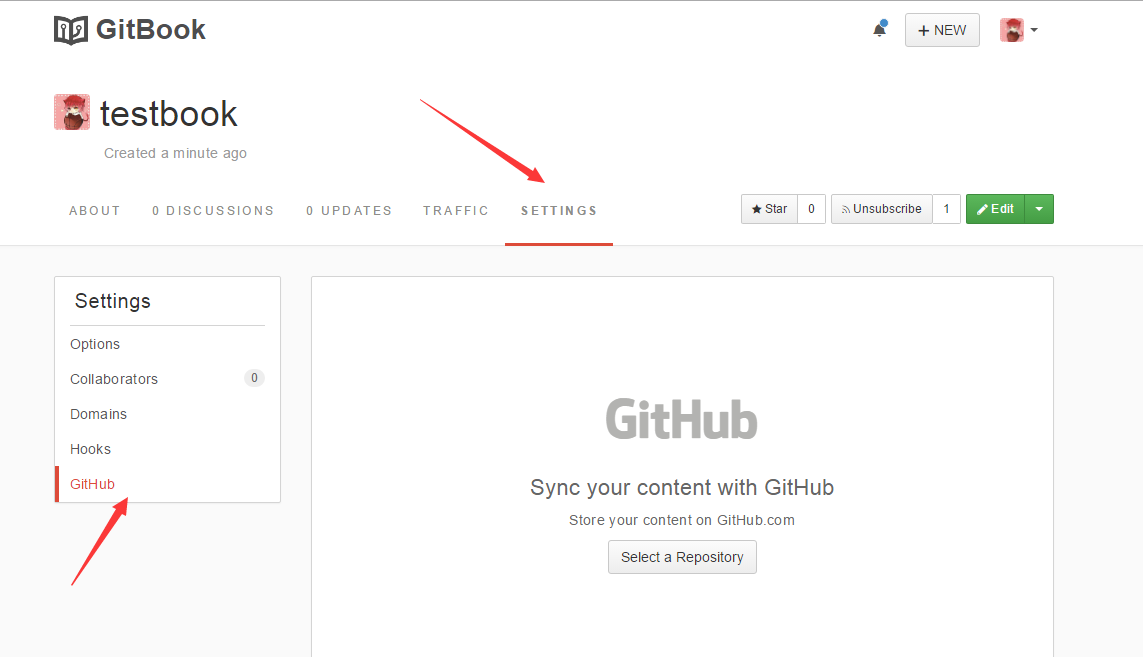 GitBook
+ NEW
testbook
Created a minute ago
ABOUT 0 DISCUSSIONS 0 UPDATES TRAFFIC SETTINGS Star 0 Unsubscribe 1 Edit
Settings
Options
Collaborators 0
Domains
Hooks
GitHub
GitHub
Sync your content with GitHub
Store your content on GitHub.com
Select a Repository